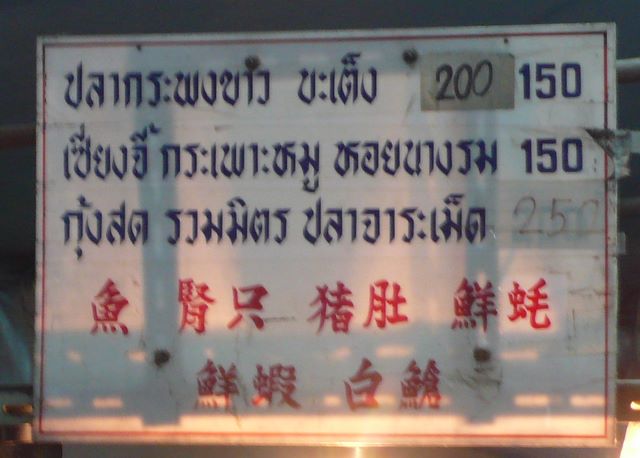 ปลากระพงขาว ขะเต็ง 200 150
เซี่ยงจี๊ กระเพาะหมู หอยนางรม 150
กุ้งสด รวมมิตร ปลาจาระเม็ด 250
魚 腎只 猪肚 鮮蚝
鮮蝦 白鯧